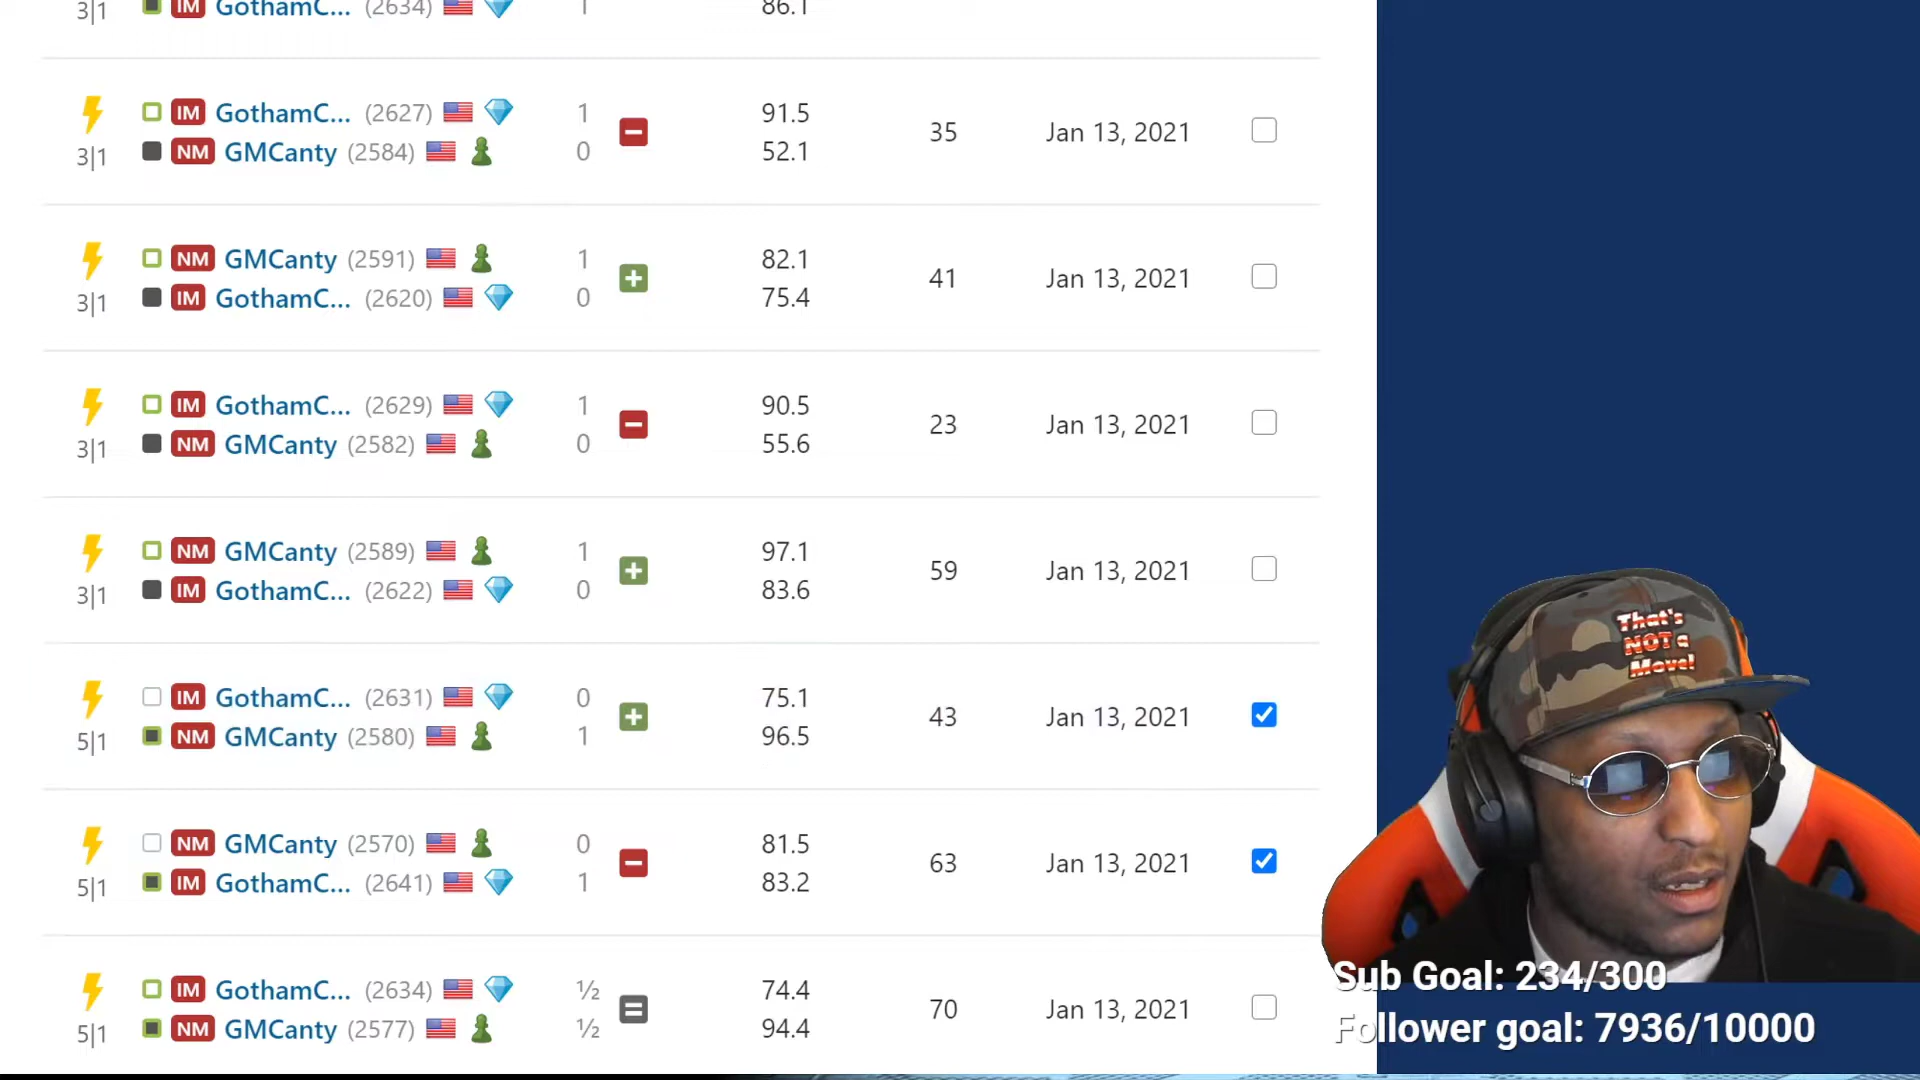 3|1 IM GothamC... (2634) 1 86.1
IM GothamC... (2627) 1 91.5
3|1 NM GMCanty (2584) 0 52.1 35 Jan 13, 2021
NM GMCanty (2591) 1 82.1
3|1 IM GothamC... (2620) 0 75.4 41 Jan 13, 2021
IM GothamC... (2629) 1 90.5
3|1 NM GMCanty (2582) 0 55.6 23 Jan 13, 2021
NM GMCanty (2589) 1 97.1
3|1 IM GothamC... (2622) 0 83.6 59 Jan 13, 2021
IM GothamC... (2631) 0 75.1
5|1 NM GMCanty (2580) 1 96.5 43 Jan 13, 2021
NM GMCanty (2570) 0 81.5
5|1 IM GothamC... (2641) 1 83.2 63 Jan 13, 2021
IM GothamC... (2634) ½ 74.4
5|1 NM GMCanty (2577) ½ 94.4 70 Jan 13, 2021
That's
NOT a
Move!
Sub Goal: 234/300
Follower goal: 7936/10000